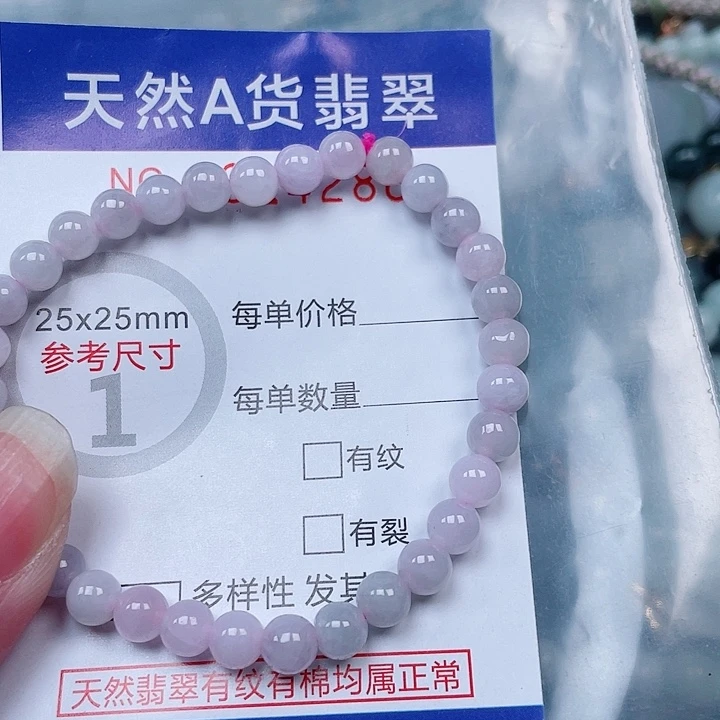 天然A货翡翠
NO
25x25mm
参考尺寸
1
每单价格
每单数量
有纹
有裂
多样性 发其
天然翡翠有纹有棉均属正常